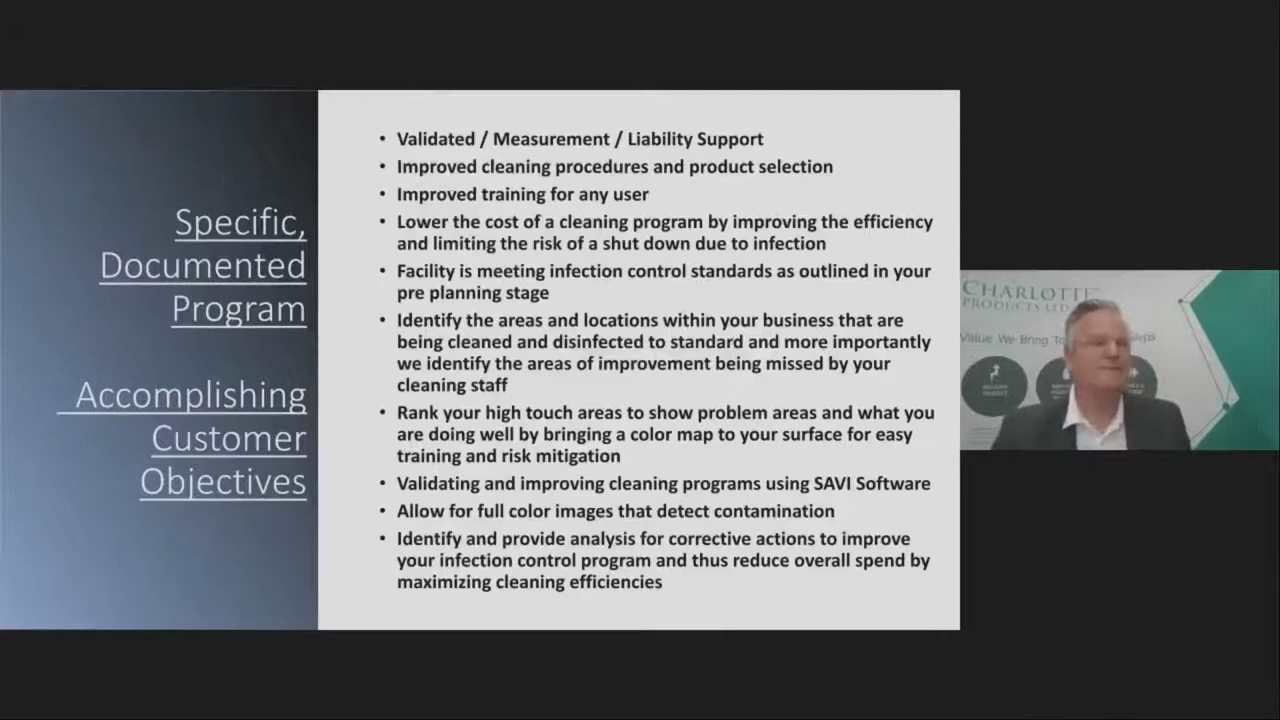 Specific,
Documented
Program
Accomplishing
Customer
Objectives
• Validated / Measurement / Liability Support
• Improved cleaning procedures and product selection
• Improved training for any user
• Lower the cost of a cleaning program by improving the efficiency
and limiting the risk of a shut down due to infection
• Facility is meeting infection control standards as outlined in your
pre planning stage
• Identify the areas and locations within your business that are
being cleaned and disinfected to standard and more importantly
we identify the areas of improvement being missed by your
cleaning staff
• Rank your high touch areas to show problem areas and what you
are doing well by bringing a color map to your surface for easy
training and risk mitigation
• Validating and improving cleaning programs using SAVI Software
• Allow for full color images that detect contamination
• Identify and provide analysis for corrective actions to improve
your infection control program and thus reduce overall spend by
maximizing cleaning efficiencies
CHARLOTTE
PRODUCTS LTD
Value We Bring